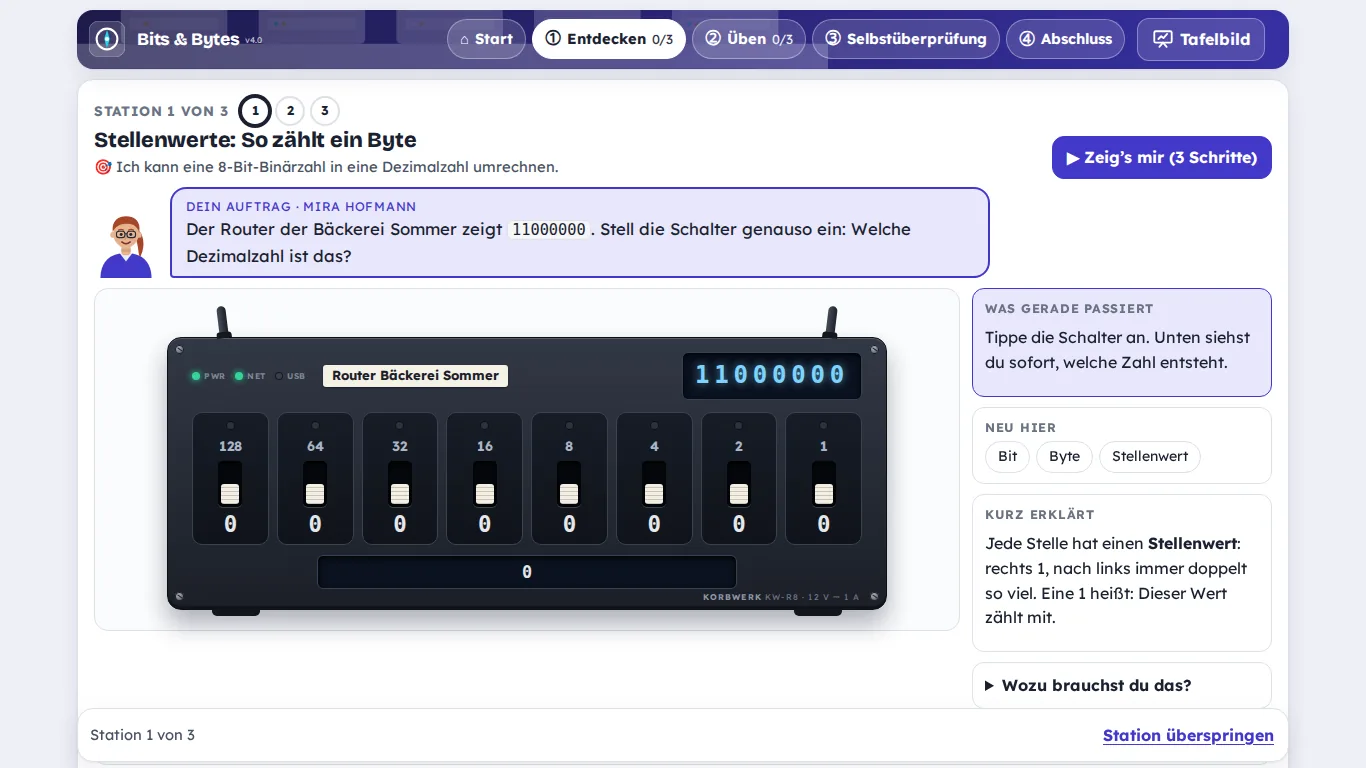 Bits & Bytes v4.0
⌂ Start
① Entdecken 0/3
② Üben 0/3
③ Selbstüberprüfung
④ Abschluss
Tafelbild
STATION 1 VON 3 1 2 3
Stellenwerte: So zählt ein Byte
🎯 Ich kann eine 8-Bit-Binärzahl in eine Dezimalzahl umrechnen.
▶ Zeig's mir (3 Schritte)
DEIN AUFTRAG · MIRA HOFMANN
Der Router der Bäckerei Sommer zeigt 11000000. Stell die Schalter genauso ein: Welche
Dezimalzahl ist das?
PWR NET USB
Router Bäckerei Sommer
11000000
128 64 32 16 8 4 2 1
0 0 0 0 0 0 0 0
0
KORBWERK KW-R8 · 12 V ⎓ 1 A
WAS GERADE PASSIERT
Tippe die Schalter an. Unten siehst
du sofort, welche Zahl entsteht.
NEU HIER
Bit Byte Stellenwert
KURZ ERKLÄRT
Jede Stelle hat einen Stellenwert:
rechts 1, nach links immer doppelt
so viel. Eine 1 heißt: Dieser Wert
zählt mit.
▶ Wozu brauchst du das?
Station 1 von 3
Station überspringen